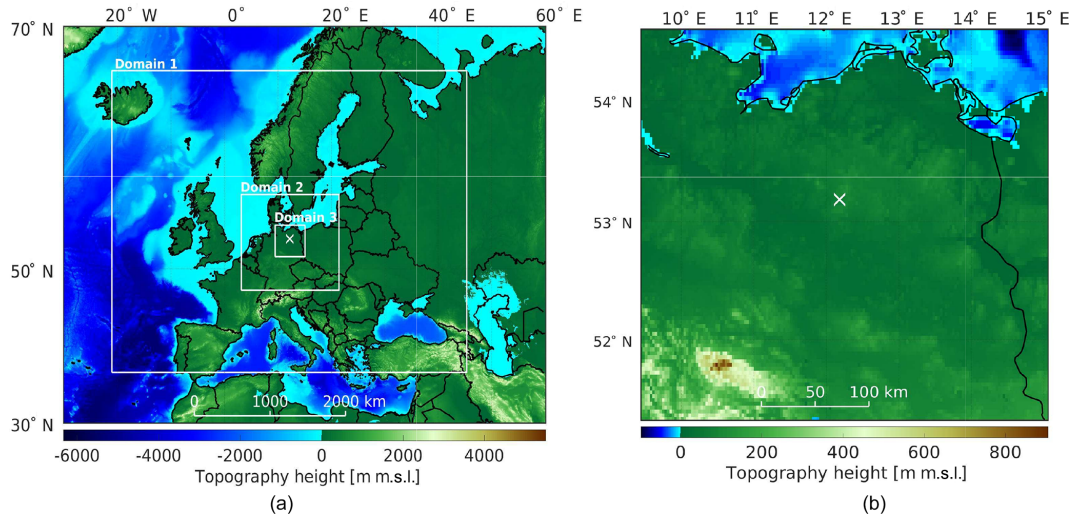 20° W 0° 20° E 40° E 60° E
70° N
Domain 1
Domain 2
Domain 3
50° N
0 1000 2000 km
30° N
-6000 -4000 -2000 0 2000 4000
Topography height [m m.s.l.]
(a)
10° E 11° E 12° E 13° E 14° E 15° E
54° N
53° N
52° N
0 50 100 km
0 200 400 600 800
Topography height [m m.s.l.]
(b)